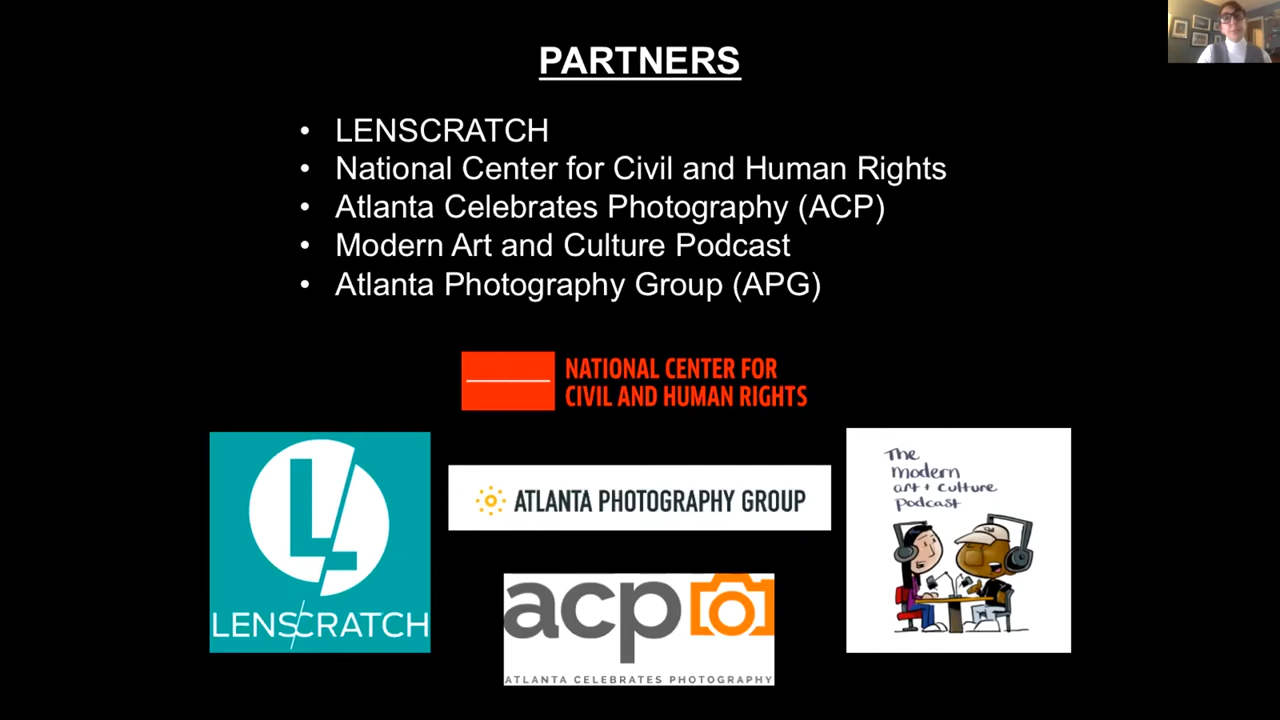 PARTNERS
• LENSCRATCH
• National Center for Civil and Human Rights
• Atlanta Celebrates Photography (ACP)
• Modern Art and Culture Podcast
• Atlanta Photography Group (APG)
NATIONAL CENTER FOR
CIVIL AND HUMAN RIGHTS
LENSCRATCH
ATLANTA PHOTOGRAPHY GROUP
acp
ATLANTA CELEBRATES PHOTOGRAPHY
The
modern
art + culture
podcast